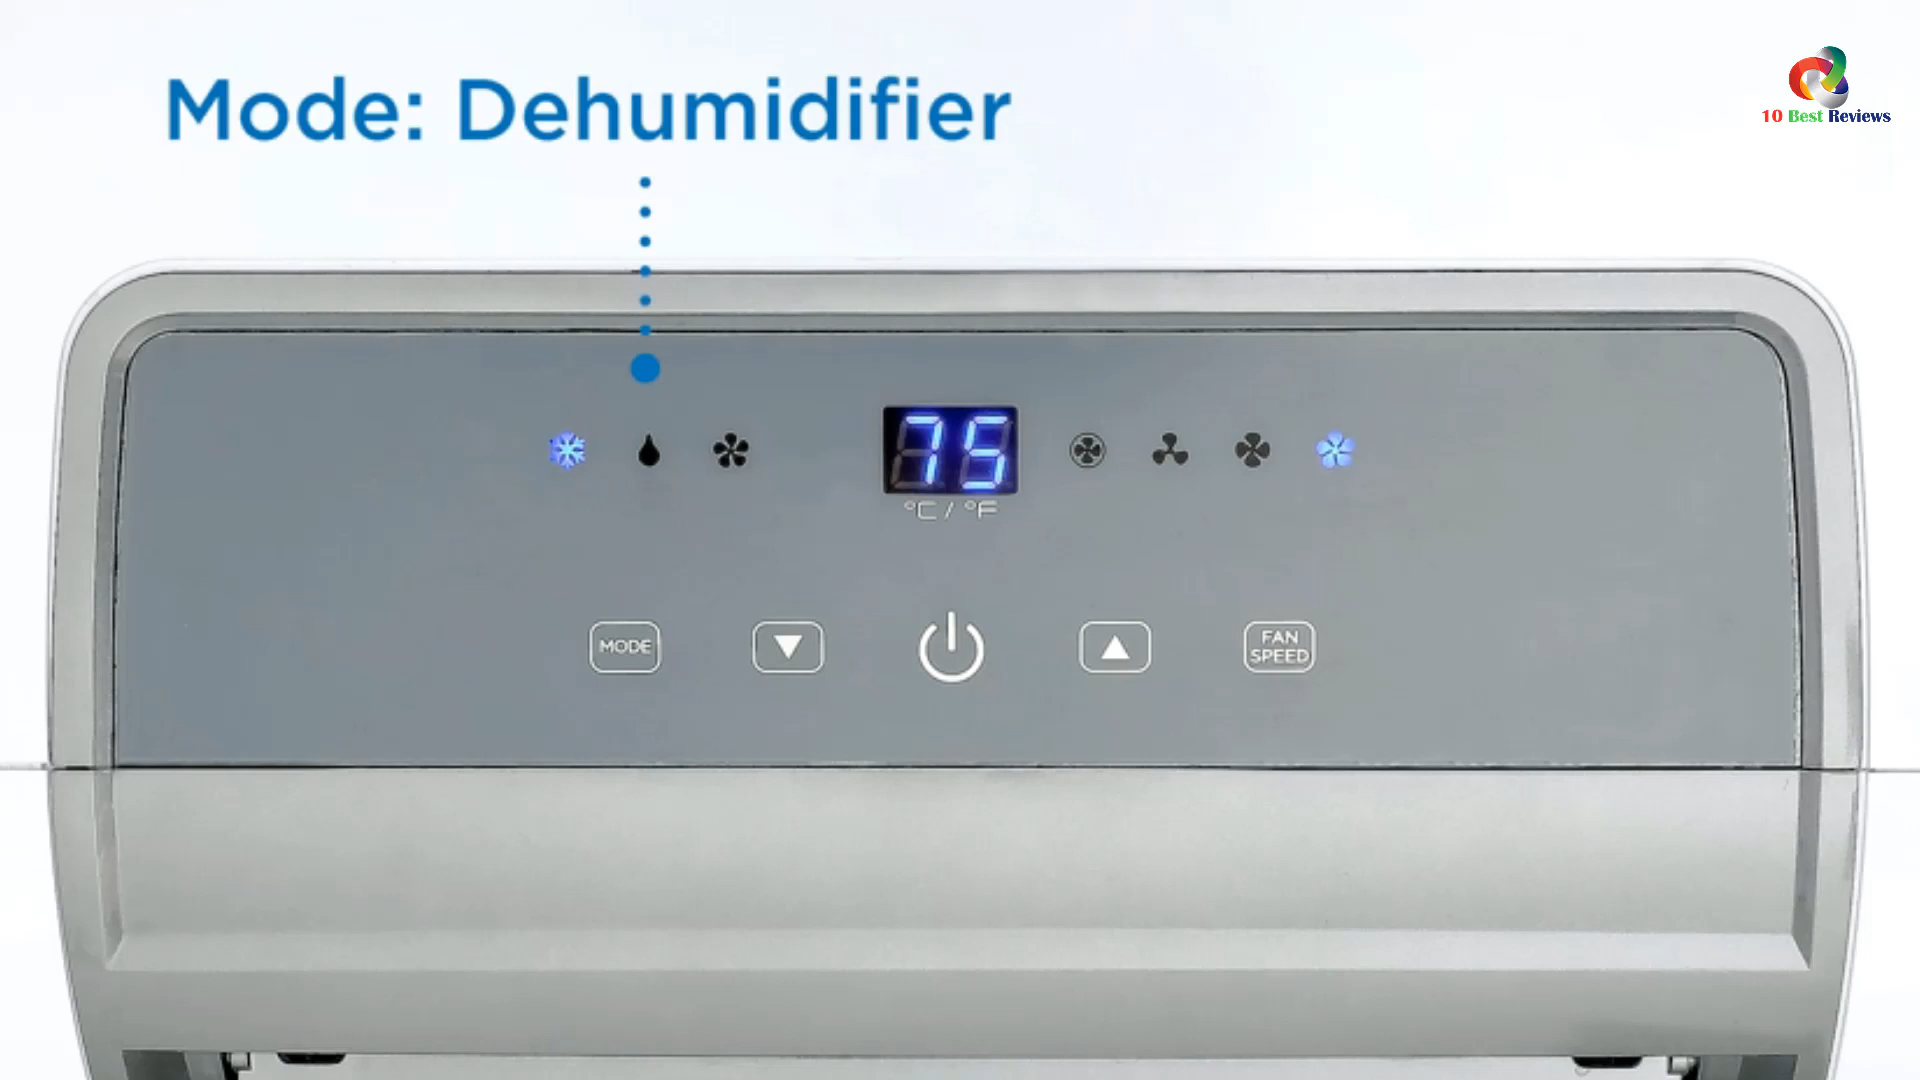 Mode: Dehumidifier
10 Best Reviews
75
°C / °F
MODE
FAN
SPEED